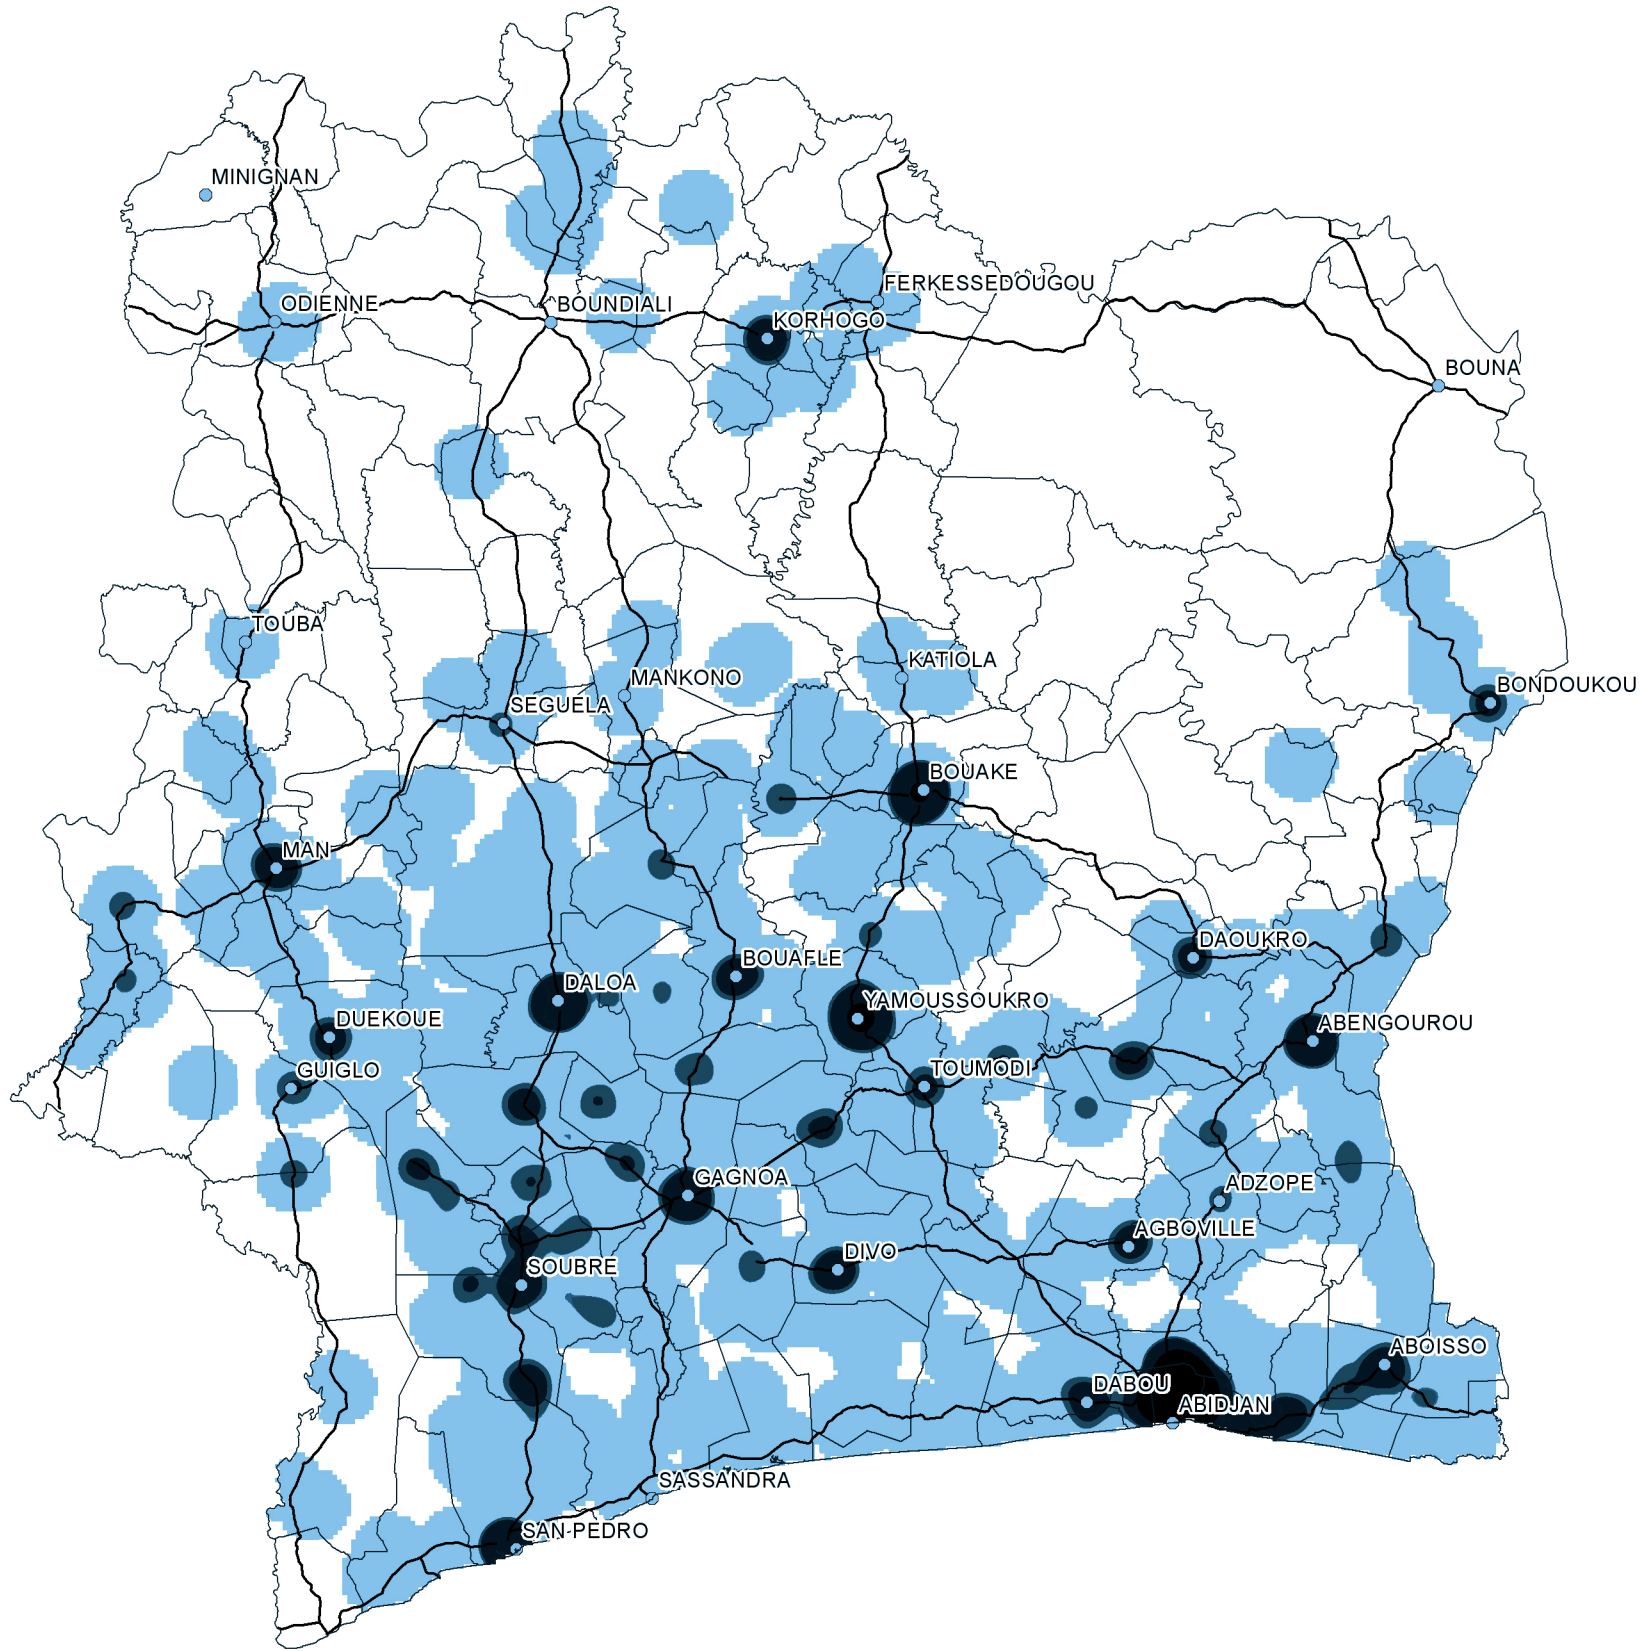 MINIGNAN
ODIENNE
BOUNDIALI
FERKESSEDOUGOU
KORHOGO
BOUNA
TOUBA
KATIOLA
MANKONO
BONDOUKOU
SEGUELA
BOUAKE
MAN
DAOUKRO
BOUAFLE
DALOA
YAMOUSSOUKRO
DUEKOUE
ABENGOUROU
GUIGLO
TOUMODI
GAGNOA
ADZOPE
AGBOVILLE
DIVO
SOUBRE
ABOISSO
DABOU
ABIDJAN
SASSANDRA
SAN-PEDRO